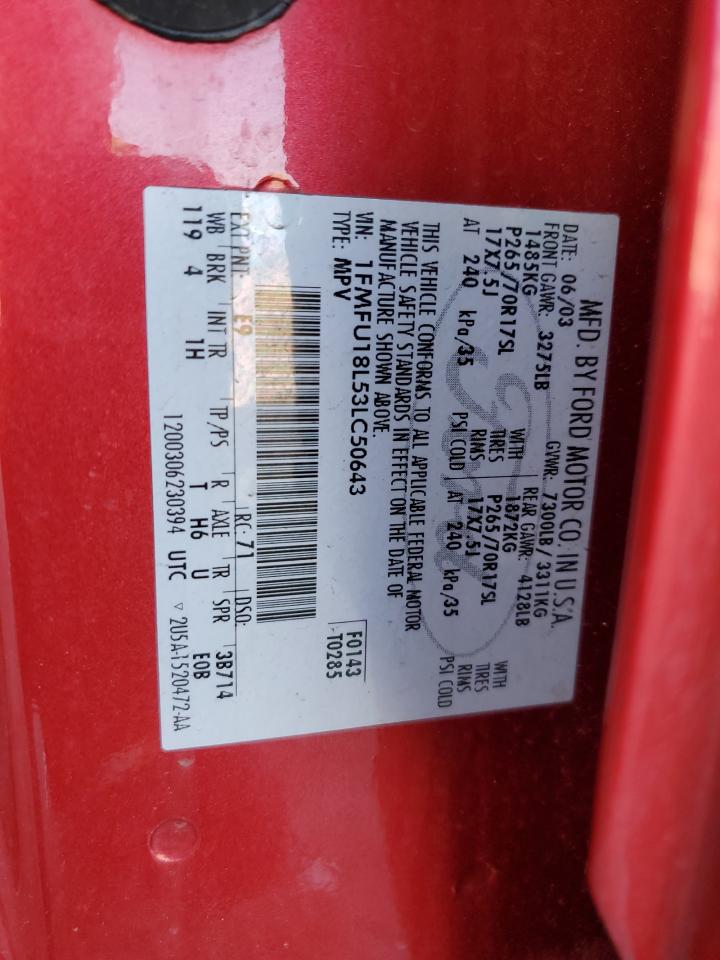 MFD. BY FORD MOTOR CO. IN U.S.A.
DATE: 06/03 GVWR: 7300LB / 3311KG
FRONT GAWR: 3275LB REAR GAWR: 4128LB
1485KG WITH 1872KG WITH
P265/70R17SL TIRES P265/70R17SL TIRES
17X7.5J RIMS 17X7.5J RIMS
AT 240 kPa/35 PSI COLD AT 240 kPa/35 PSI COLD
THIS VEHICLE CONFORMS TO ALL APPLICABLE FEDERAL MOTOR
VEHICLE SAFETY STANDARDS IN EFFECT ON THE DATE OF
MANUFACTURE SHOWN ABOVE.
VIN: 1FMFU18L53LC50643 F0143
TYPE: MPV T0285
EXT PNT: E9 RC: 71 DSO:
WB BRK INT TR TP/PS R AXLE TR SPR 3B714
119 4 1H T H6 U E0B
1200306230394 UTC ▽ 2U5A-1520472-AA